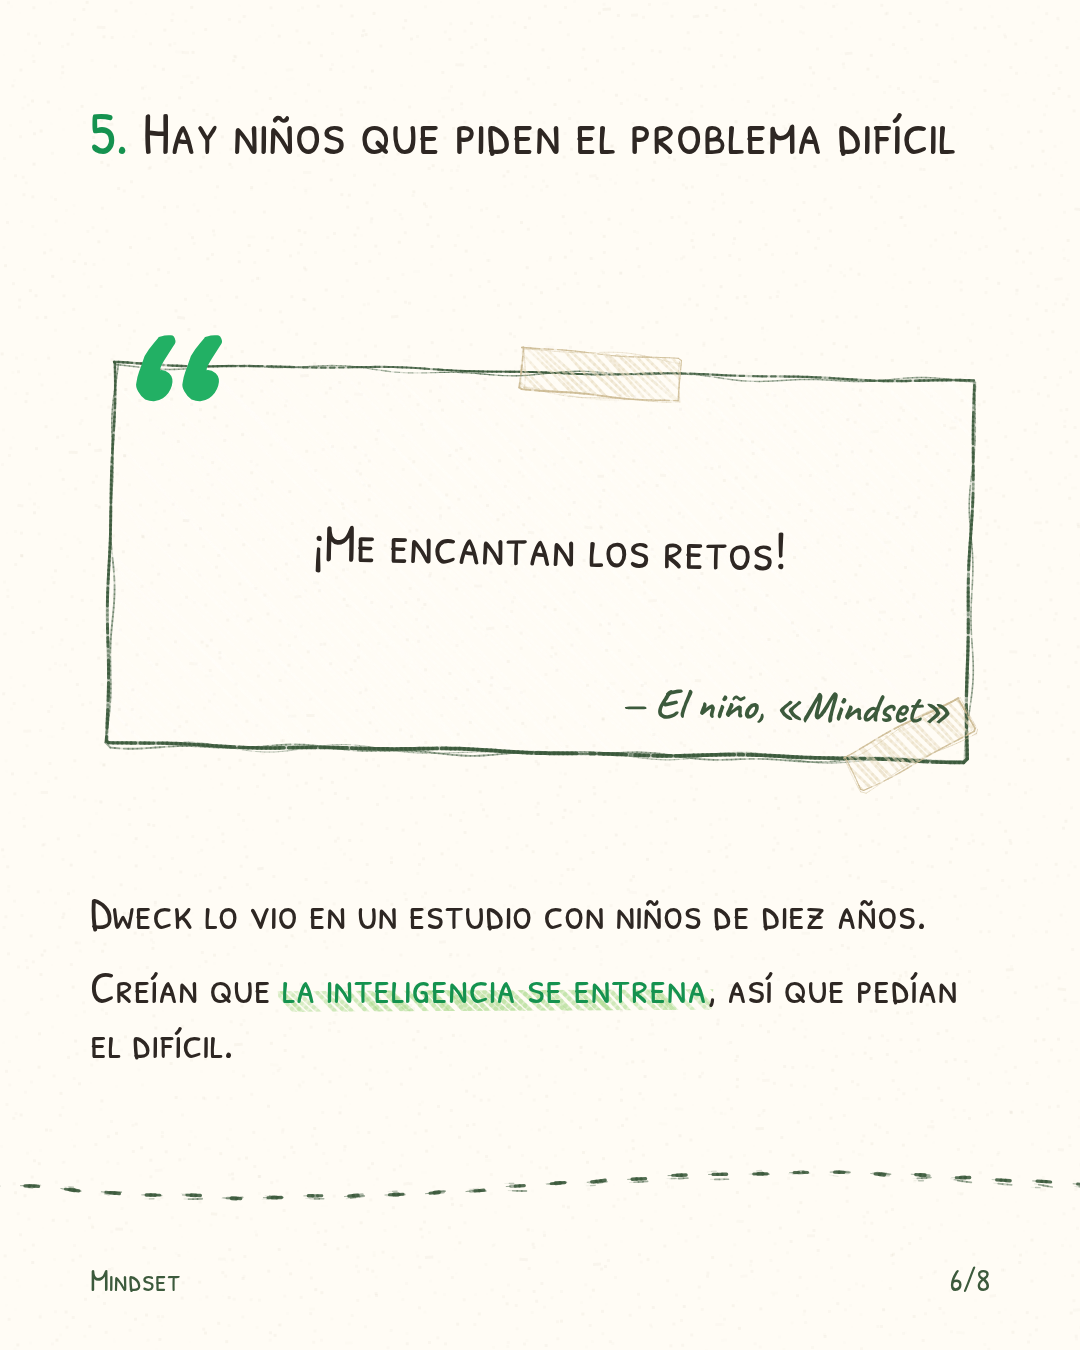 5. Hay niños que piden el problema difícil
“
¡Me encantan los retos!
– El niño, «Mindset»
Dweck lo vio en un estudio con niños de diez años.
Creían que la inteligencia se entrena, así que pedían
el difícil.
Mindset
6/8